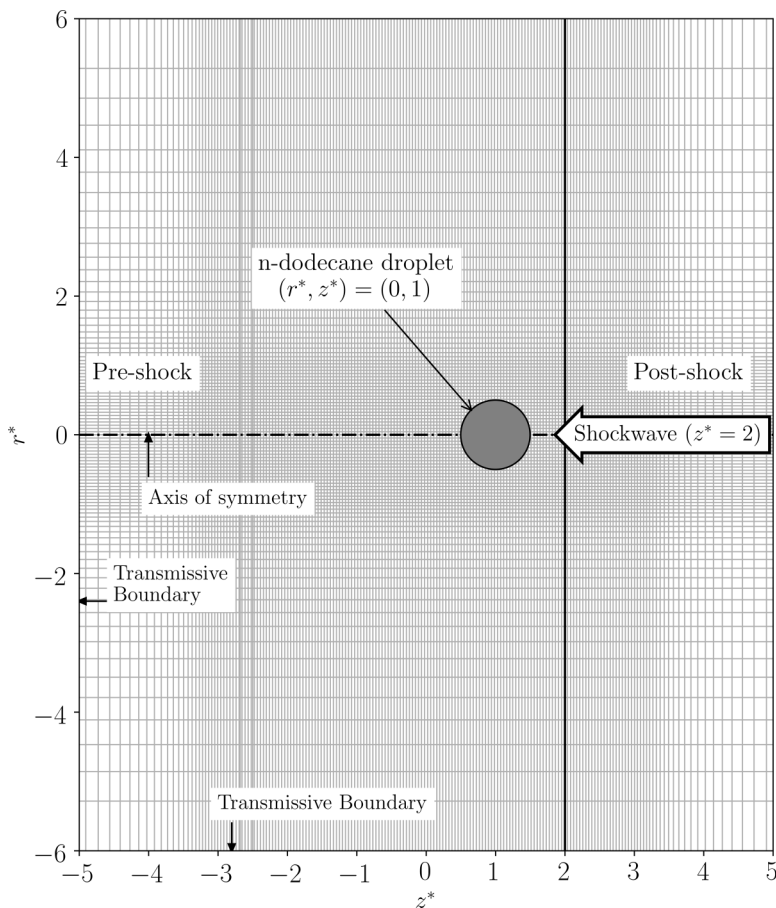 6
4
2
0
−2
−4
−6
r*
n-dodecane droplet
(r*, z*) = (0, 1)
Pre-shock
Post-shock
Shockwave (z* = 2)
Axis of symmetry
Transmissive
Boundary
Transmissive Boundary
−5 −4 −3 −2 −1 0 1 2 3 4 5
z*